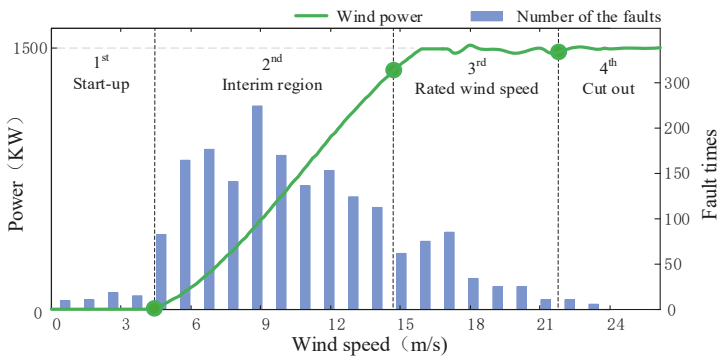 Wind power Number of the faults
1500
1st 2nd 3rd 4th
Start-up Interim region Rated wind speed Cut out
300
200
150
100
50
0 0
Power（KW）
Fault times
0 3 6 9 12 15 18 21 24
Wind speed（m/s）